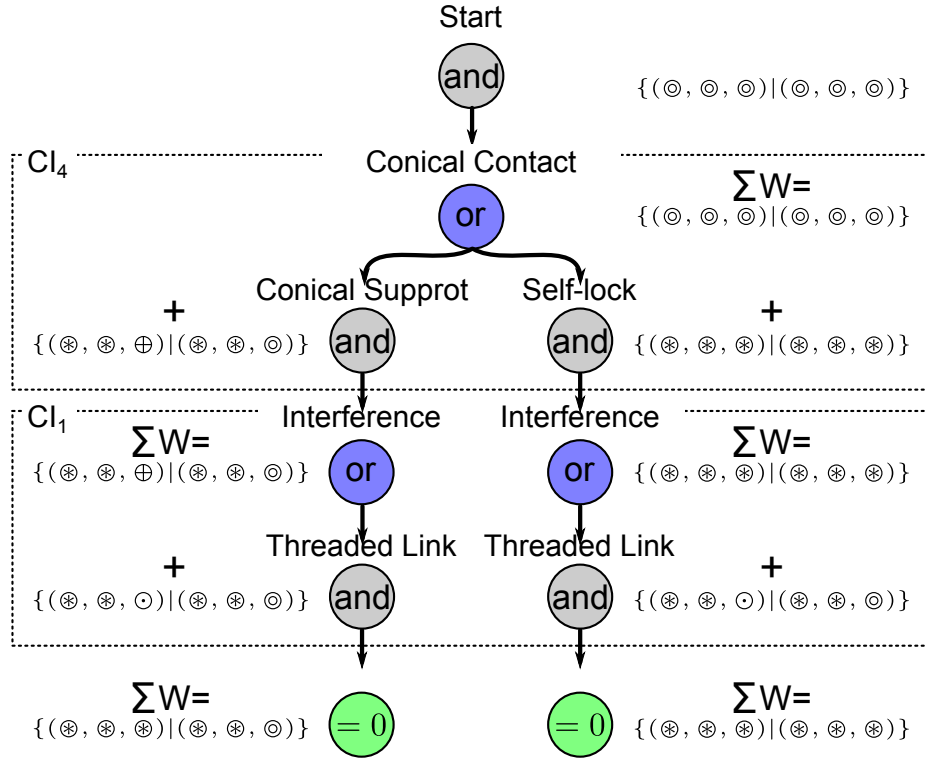 Start
and
{(⊚, ⊚, ⊚)|(⊚, ⊚, ⊚)}
CI₄
Conical Contact
∑W=
or
{(⊚, ⊚, ⊚)|(⊚, ⊚, ⊚)}
Conical Supprot
Self-lock
+
+
{(⊛, ⊛, ⊕)|(⊛, ⊛, ⊚)}
and
and
{(⊛, ⊛, ⊛)|(⊛, ⊛, ⊛)}
CI₁
Interference
Interference
∑W=
∑W=
{(⊛, ⊛, ⊕)|(⊛, ⊛, ⊚)}
or
or
{(⊛, ⊛, ⊛)|(⊛, ⊛, ⊛)}
Threaded Link
Threaded Link
+
+
{(⊛, ⊛, ⊙)|(⊛, ⊛, ⊚)}
and
and
{(⊛, ⊛, ⊙)|(⊛, ⊛, ⊚)}
∑W=
∑W=
{(⊛, ⊛, ⊛)|(⊛, ⊛, ⊚)}
= 0
= 0
{(⊛, ⊛, ⊛)|(⊛, ⊛, ⊛)}